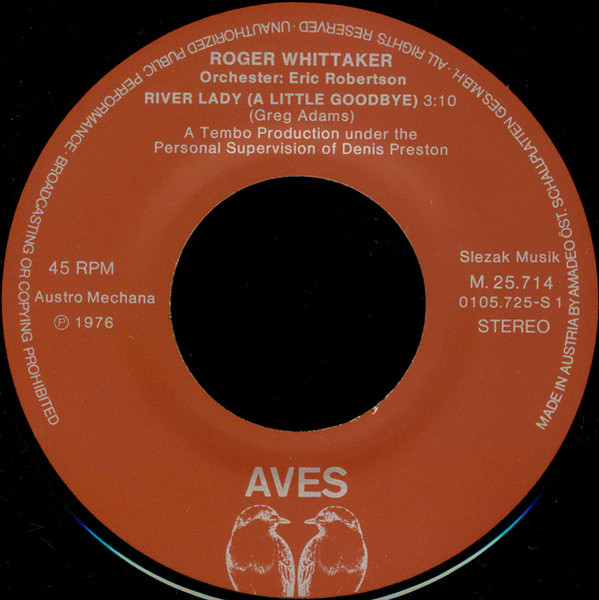 ROGER WHITTAKER
Orchester: Eric Robertson
RIVER LADY (A LITTLE GOODBYE) 3:10
(Greg Adams)
A Tembo Production under the
Personal Supervision of Denis Preston
45 RPM
Austro Mechana
Ⓟ 1976
Slezak Musik
M. 25.714
0105.725-S 1
STEREO
AVES
MADE IN AUSTRIA BY AMADEO ÖST. SCHALLPLATTEN GES.M.B.H. · ALL RIGHTS RESERVED · UNAUTHORIZED PUBLIC PERFORMANCE · BROADCASTING OR COPYING PROHIBITED